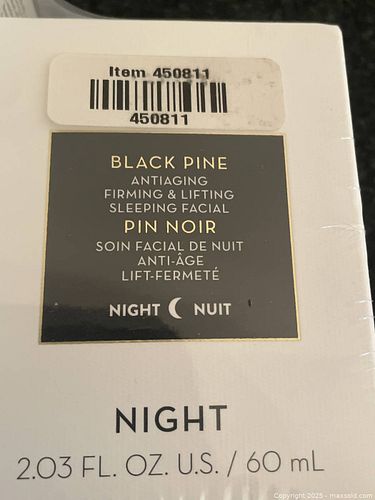 Item 450811
450811
BLACK PINE
ANTIAGING
FIRMING & LIFTING
SLEEPING FACIAL
PIN NOIR
SOIN FACIAL DE NUIT
ANTI-ÂGE
LIFT-FERMETÉ
NIGHT NUIT
NIGHT
2.03 FL. OZ. U.S. / 60 mL
Copyright 2025 - maxsold.com